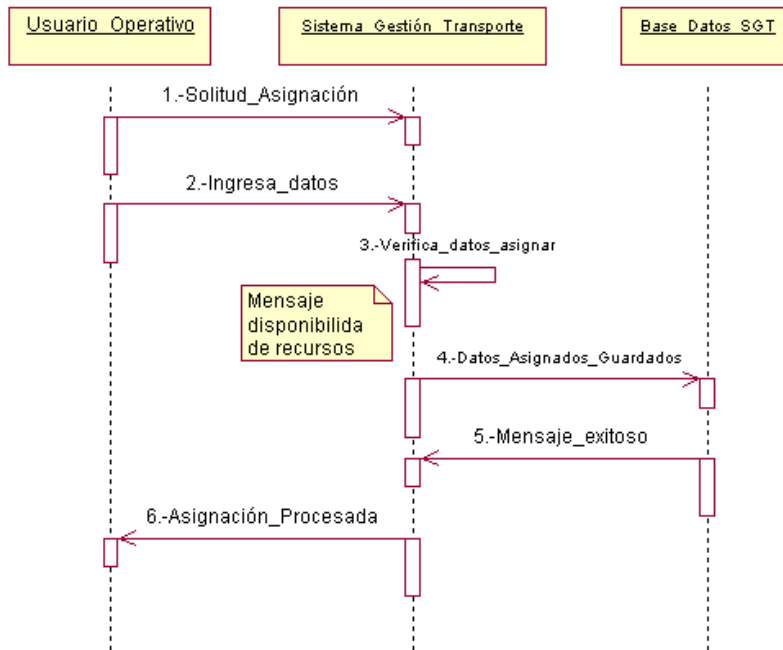 Usuario_Operativo
Sistema_Gestión_Transporte
Base_Datos_SGT
1.-Solitud_Asignación
2.-Ingresa_datos
3.-Verifica_datos_asignar
Mensaje
disponibilida
de recursos
4.-Datos_Asignados_Guardados
5.-Mensaje_exitoso
6.-Asignación_Procesada